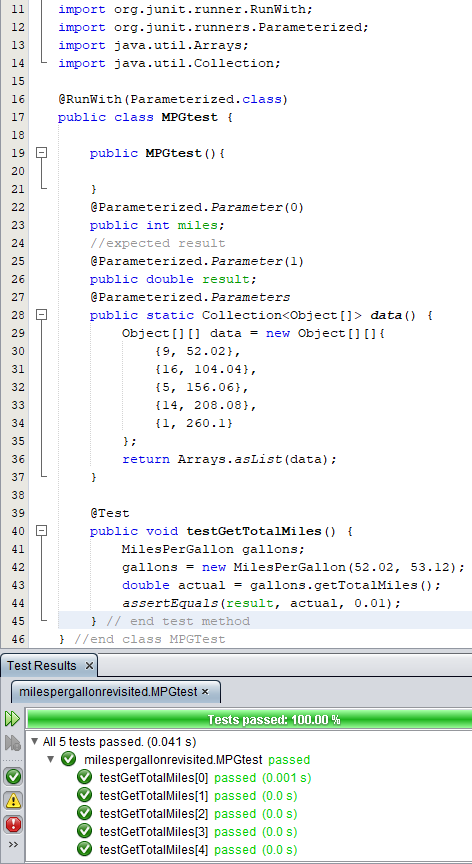 11 import org.junit.runner.RunWith;
12 import org.junit.runners.Parameterized;
13 import java.util.Arrays;
14 import java.util.Collection;
15
16 @RunWith(Parameterized.class)
17 public class MPGtest {
18
19 public MPGtest(){
20
21 }
22 @Parameterized.Parameter(0)
23 public int miles;
24 //expected result
25 @Parameterized.Parameter(1)
26 public double result;
27 @Parameterized.Parameters
28 public static Collection<Object[]> data() {
29 Object[][] data = new Object[][]{
30 {9, 52.02},
31 {16, 104.04},
32 {5, 156.06},
33 {14, 208.08},
34 {1, 260.1}
35 };
36 return Arrays.asList(data);
37 }
38
39 @Test
40 public void testGetTotalMiles() {
41 MilesPerGallon gallons;
42 gallons = new MilesPerGallon(52.02, 53.12);
43 double actual = gallons.getTotalMiles();
44 assertEquals(result, actual, 0.01);
45 } // end test method
46 } //end class MPGTest
Test Results ×
milespergallonrevisited.MPGtest ×
Tests passed: 100.00 %
All 5 tests passed. (0.041 s)
milespergallonrevisited.MPGtest passed
testGetTotalMiles[0] passed (0.001 s)
testGetTotalMiles[1] passed (0.0 s)
testGetTotalMiles[2] passed (0.0 s)
testGetTotalMiles[3] passed (0.0 s)
testGetTotalMiles[4] passed (0.0 s)